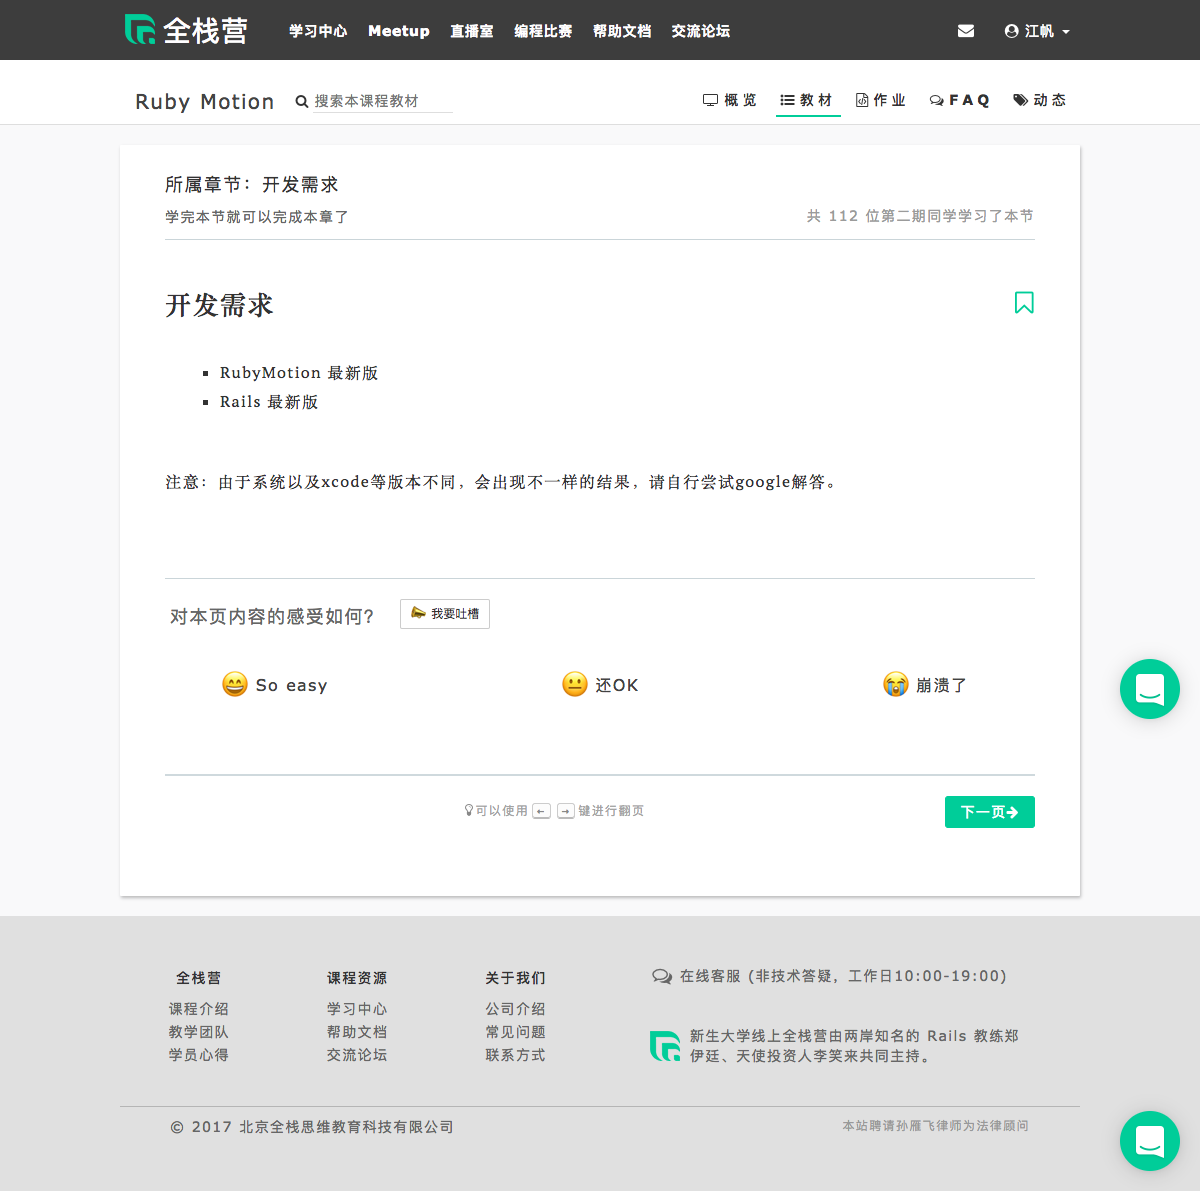 全栈营
学习中心 Meetup 直播室 编程比赛 帮助文档 交流论坛 江帆
Ruby Motion 搜索本课程教材 概览 教材 作业 FAQ 动态
所属章节：开发需求
学完本节就可以完成本章了 共 112 位第二期同学学习了本节
开发需求
RubyMotion 最新版
Rails 最新版
注意：由于系统以及xcode等版本不同，会出现不一样的结果，请自行尝试google解答。
对本页内容的感受如何? 我要吐槽
So easy 还OK 崩溃了
可以使用 ← → 键进行翻页 下一页
全栈营 课程资源 关于我们 在线客服 (非技术答疑，工作日10:00-19:00)
课程介绍 学习中心 公司介绍
教学团队 帮助文档 常见问题 新生大学线上全栈营由两岸知名的 Rails 教练郑
学员心得 交流论坛 联系方式 伊廷、天使投资人李笑来共同主持。
© 2017 北京全栈思维教育科技有限公司 本站聘请孙雁飞律师为法律顾问